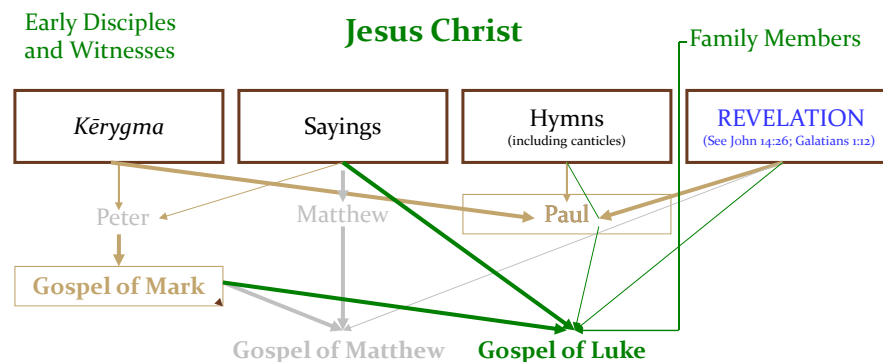 Early Disciples
and Witnesses
Jesus Christ
Family Members
Kērygma
Sayings
Hymns
(including canticles)
REVELATION
(See John 14:26; Galatians 1:12)
Peter
Matthew
Paul
Gospel of Mark
Gospel of Matthew
Gospel of Luke